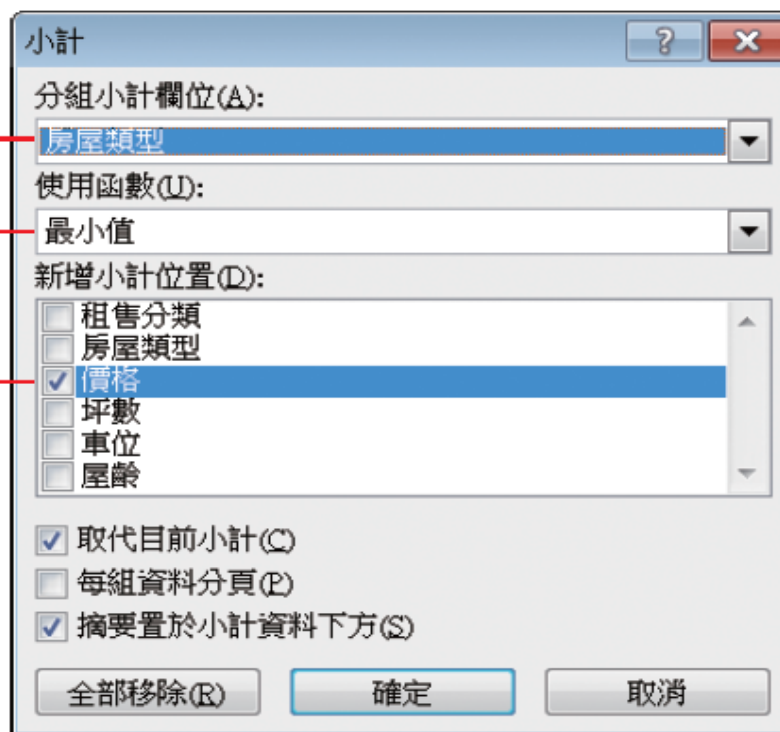 小計
分組小計欄位(A):
房屋類型
使用函數(U):
最小值
新增小計位置(D):
租售分類
房屋類型
價格
坪數
車位
屋齡
取代目前小計(C)
每組資料分頁(P)
摘要置於小計資料下方(S)
全部移除(R) 確定 取消